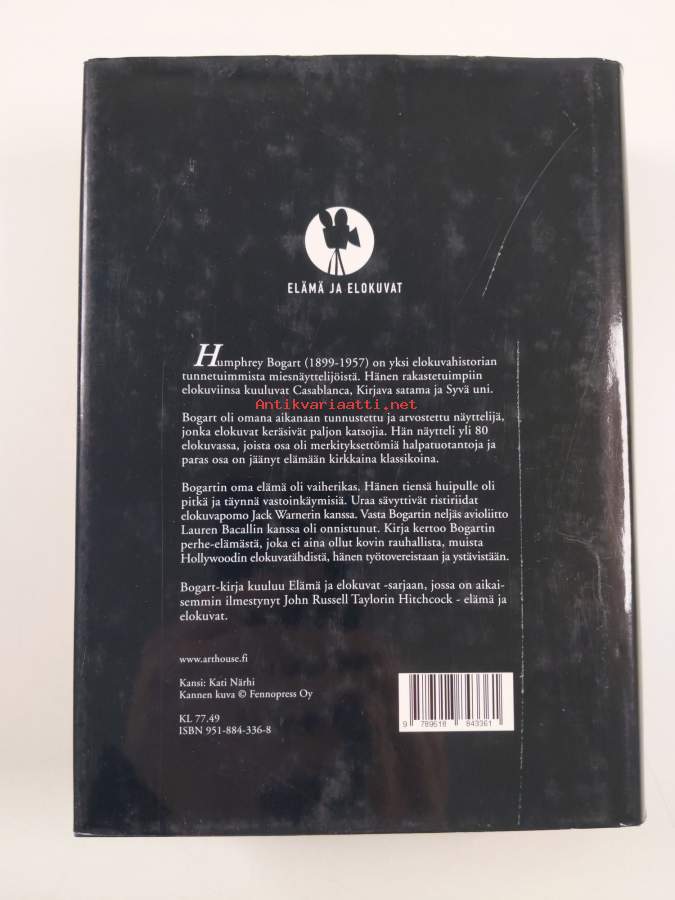 ELÄMÄ JA ELOKUVAT
Humphrey Bogart (1899-1957) on yksi elokuvahistorian
tunnetuimmista miesnäyttelijöistä. Hänen rakastetuimpiin
elokuviinsa kuuluvat Casablanca, Kirjava satama ja Syvä uni.
Antikvariaatti.net
Bogart oli omana aikanaan tunnustettu ja arvostettu näyttelijä,
jonka elokuvat keräsivät paljon katsojia. Hän näytteli yli 80
elokuvassa, joista osa oli merkityksettömiä halpatuotantoja ja
paras osa on jäänyt elämään kirkkaina klassikoina.
Bogartin oma elämä oli vaiherikas. Hänen tiensä huipulle oli
pitkä ja täynnä vastoinkäymisiä. Uraa sävyttivät ristiriidat
elokuvapomo Jack Warnerin kanssa. Vasta Bogartin neljäs avioliitto
Lauren Bacallin kanssa oli onnistunut. Kirja kertoo Bogartin
perhe-elämästä, joka ei aina ollut kovin rauhallista, muista
Hollywoodin elokuvatähdistä, hänen työtovereistaan ja ystävistään.
Bogart-kirja kuuluu Elämä ja elokuvat -sarjaan, jossa on aikai-
semmin ilmestynyt John Russell Taylorin Hitchcock - elämä ja
elokuvat.
www.arthouse.fi
Kansi: Kati Närhi
Kannen kuva © Fennopress Oy
KL 77.49
ISBN 951-884-336-8
9 789518 843361